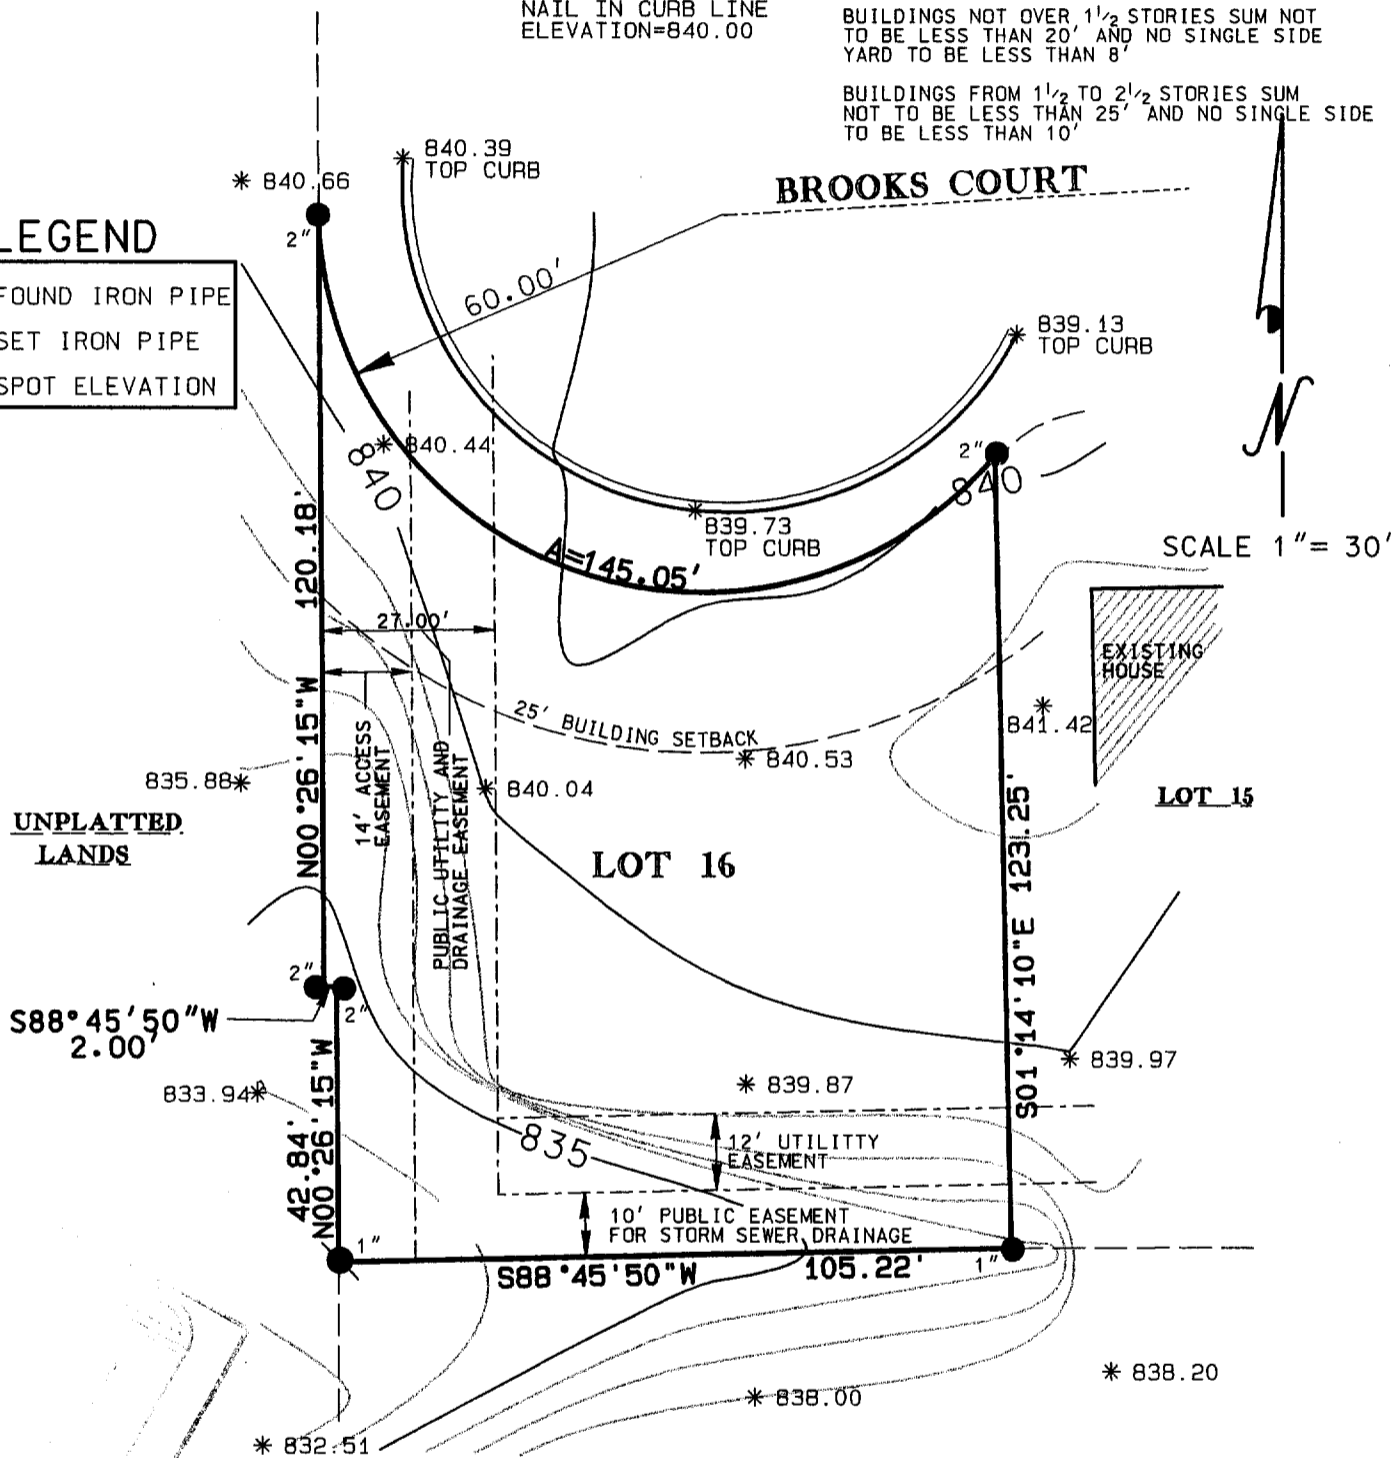 NAIL IN CURB LINE
ELEVATION=840.00
BUILDINGS NOT OVER 1 1/2 STORIES SUM NOT
TO BE LESS THAN 20' AND NO SINGLE SIDE
YARD TO BE LESS THAN 8'
BUILDINGS FROM 1 1/2 TO 2 1/2 STORIES SUM
NOT TO BE LESS THAN 25' AND NO SINGLE SIDE
TO BE LESS THAN 10'
840.39
TOP CURB
840.66
BROOKS COURT
2"
LEGEND
FOUND IRON PIPE
SET IRON PIPE
SPOT ELEVATION
60.00'
839.13
TOP CURB
N
840.44
840
2"
840
839.73
TOP CURB
SCALE 1"= 30'
A=145.05'
N00°26'15"W 120.18'
27.00'
EXISTING
HOUSE
25' BUILDING SETBACK
841.42
840.53
835.88
840.04
14' ACCESS
EASEMENT
PUBLIC UTILITY AND
DRAINAGE EASEMENT
LOT 15
UNPLATTED
LANDS
LOT 16
S01°14'10"E 123.25'
2"
2"
S88°45'50"W
2.00'
839.97
839.87
833.94
42.84'
N00°26'15"W
835
12' UTILITTY
EASEMENT
10' PUBLIC EASEMENT
FOR STORM SEWER DRAINAGE
1"
S88°45'50"W 105.22'
1"
838.20
838.00
832.51